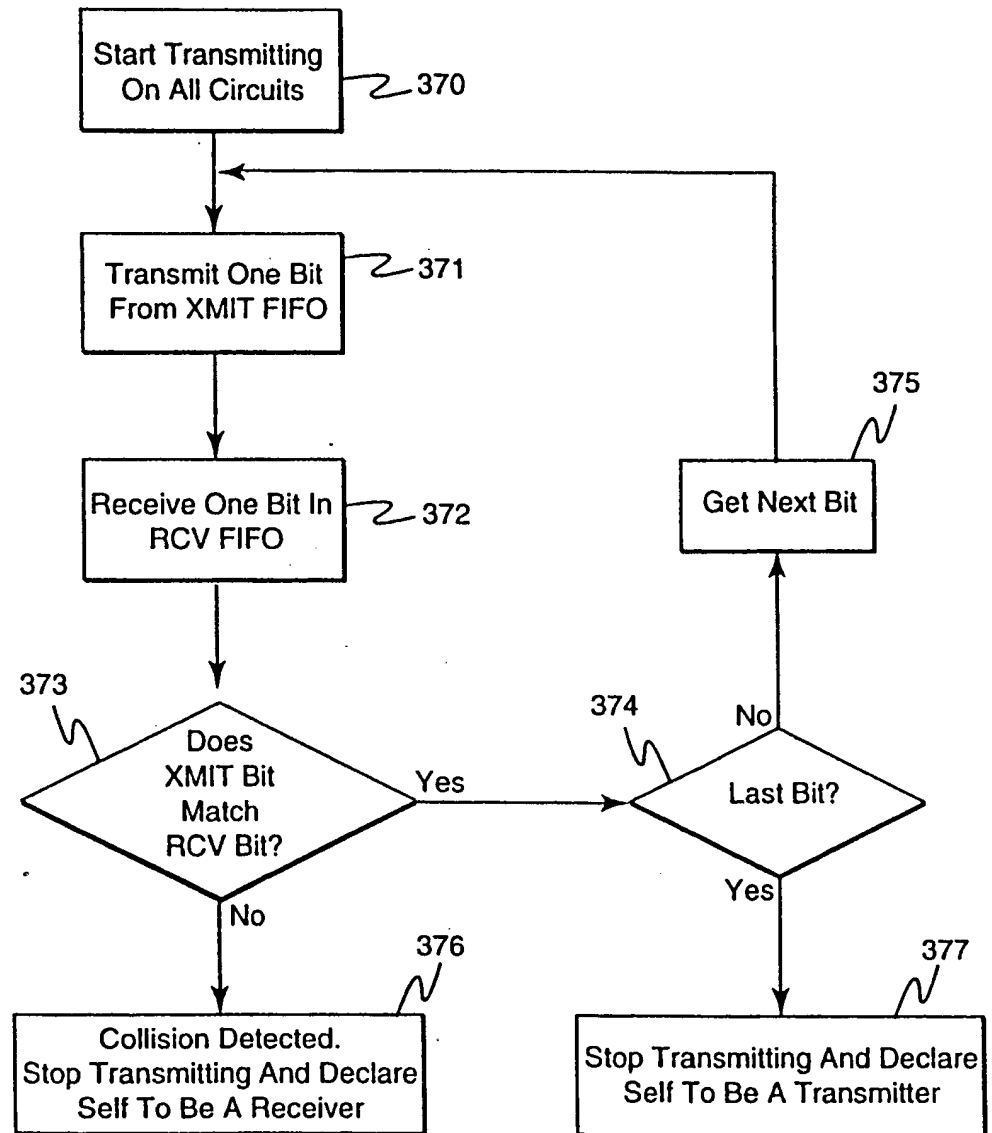 Start Transmitting
On All Circuits
370
Transmit One Bit
From XMIT FIFO
371
375
Receive One Bit In
RCV FIFO
372
Get Next Bit
373
Does
XMIT Bit
Match
RCV Bit?
Yes
374
No
Last Bit?
No
Yes
376
Collision Detected.
Stop Transmitting And Declare
Self To Be A Receiver
377
Stop Transmitting And Declare
Self To Be A Transmitter